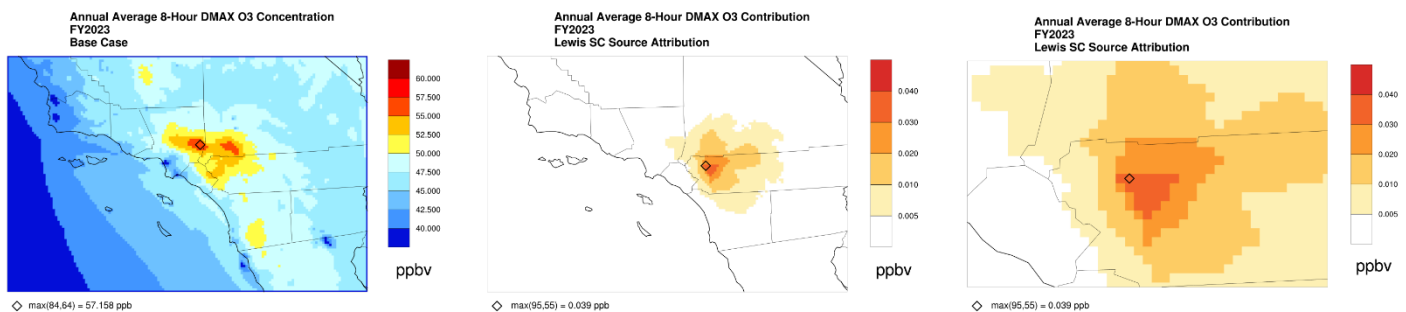 Annual Average 8-Hour DMAX O3 Concentration
FY2023
Base Case
60.000
57.500
55.000
52.500
50.000
47.500
45.000
42.500
40.000
ppbv
max(84,64) = 57.158 ppb
Annual Average 8-Hour DMAX O3 Contribution
FY2023
Lewis SC Source Attribution
0.040
0.030
0.020
0.010
0.005
ppbv
max(95,55) = 0.039 ppb
Annual Average 8-Hour DMAX O3 Contribution
FY2023
Lewis SC Source Attribution
0.040
0.030
0.020
0.010
0.005
ppbv
max(95,55) = 0.039 ppb